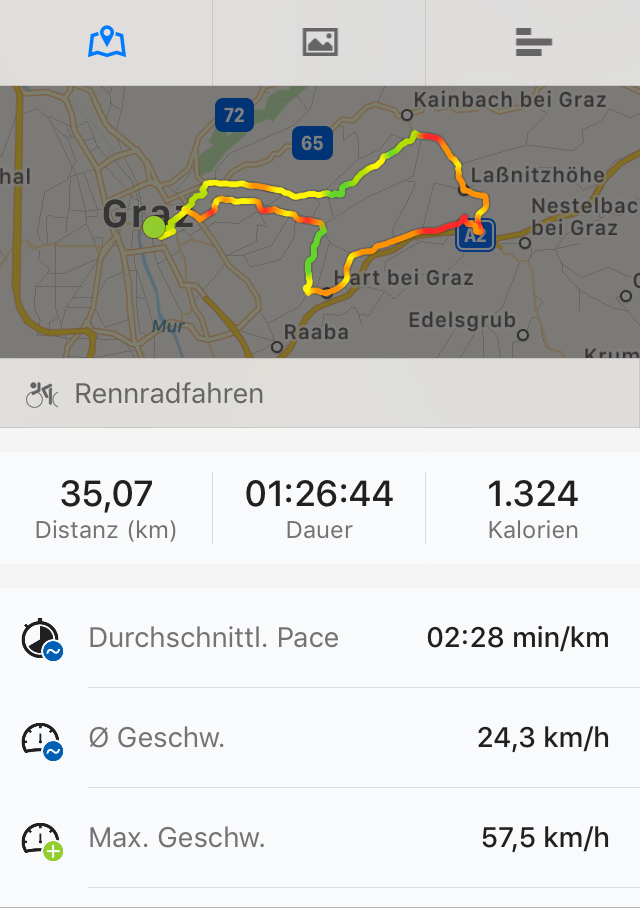 72
Kainbach bei Graz
65
hal
Laßnitzhöhe
Graz
Nestelbac
bei Graz
A2
Hart bei Graz
Mur
Raaba
Edelsgrub
Krum
Rennradfahren
35,07
01:26:44
1.324
Distanz (km)
Dauer
Kalorien
Durchschnittl. Pace
02:28 min/km
Ø Geschw.
24,3 km/h
Max. Geschw.
57,5 km/h